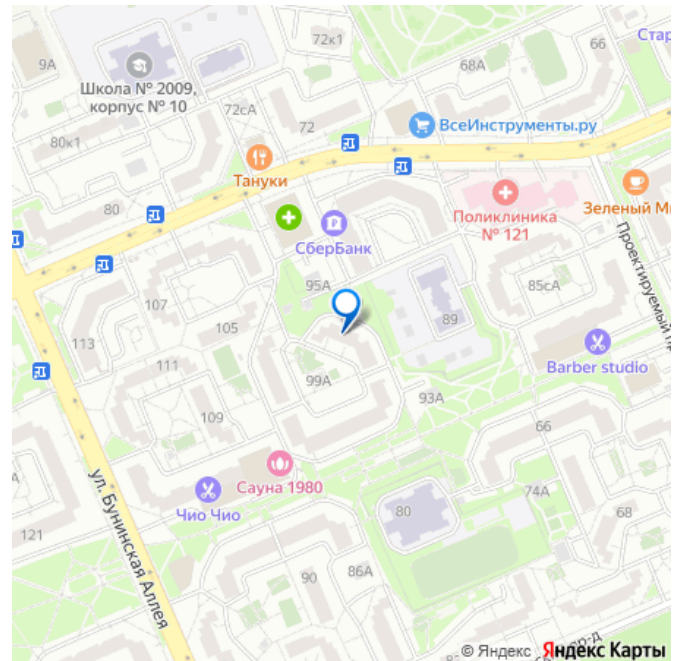 72к1
66
Стар
9А
Школа № 2009,
корпус № 10
68А
72сА
72
ВсеИнструменты.ру
80к1
Тануки
Поликлиника
№ 121
Зеленый М
80
СберБанк
Проектируемый п
95А
85сА
107
105
89
113
111
99А
Barber studio
93А
109
66
Сауна 1980
74А
Чио Чио
ул. Бунинская Аллея
80
68
121
90
86А
© Яндекс
Яндекс Карты